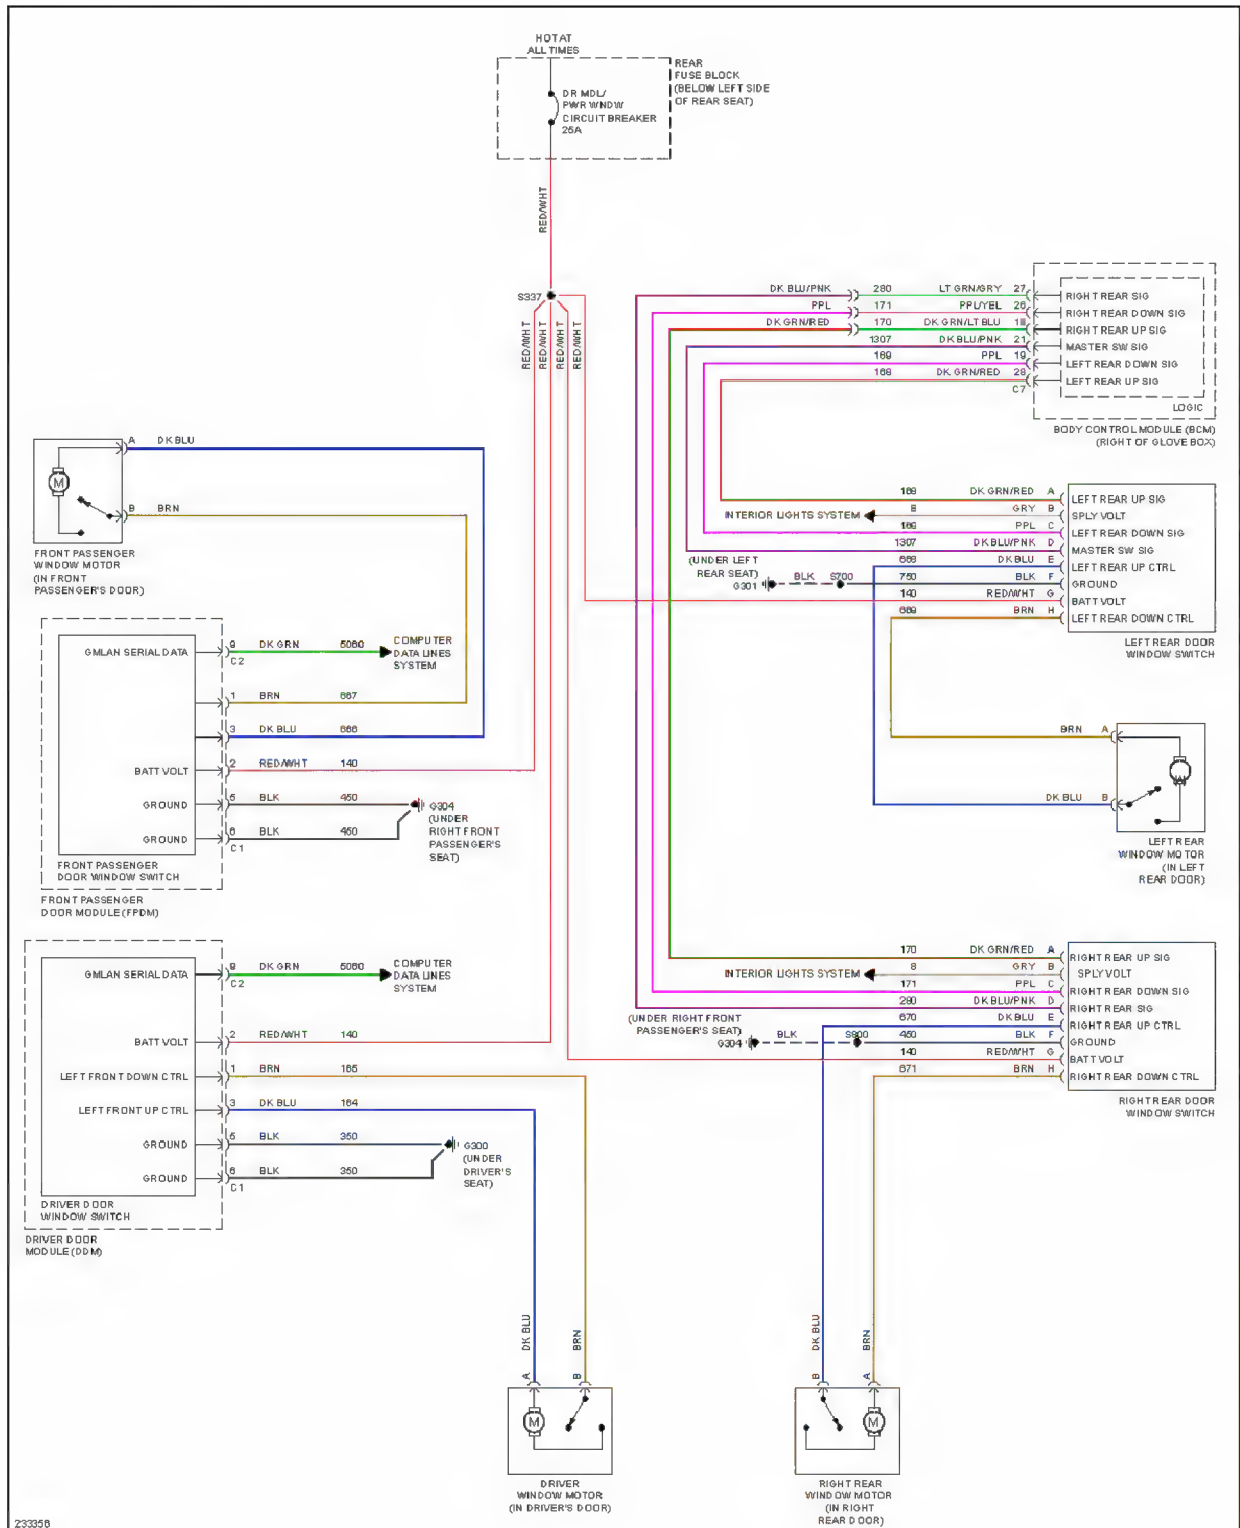 HOT AT
ALL TIMES
REAR
FUSE BLOCK
(BELOW LEFT SIDE
OF REAR SEAT)
DR MDL/
PWR WNDW
CIRCUIT BREAKER
25A
RED/WHT
S337
RED/WHT
RED/WHT
RED/WHT
RED/WHT
DK BLU/PNK 280 LT GRN/GRY 27 RIGHT REAR SIG
PPL 171 PPL/YEL 26 RIGHT REAR DOWN SIG
DK GRN/RED 170 DK GRN/LT BLU RIGHT REAR UP SIG
1307 DK BLU/PNK 21 MASTER SW SIG
169 PPL 19 LEFT REAR DOWN SIG
168 DK GRN/RED 28 LEFT REAR UP SIG
C7
LOGIC
BODY CONTROL MODULE (BCM)
(RIGHT OF GLOVE BOX)
A DK BLU
M
B BRN
FRONT PASSENGER
WINDOW MOTOR
(IN FRONT
PASSENGER'S DOOR)
168 DK GRN/RED A LEFT REAR UP SIG
INTERIOR LIGHTS SYSTEM 8 GRY B SPLY VOLT
169 PPL C LEFT REAR DOWN SIG
1307 DK BLU/PNK D MASTER SW SIG
668 DK BLU E LEFT REAR UP CTRL
(UNDER LEFT
REAR SEAT)
G301 BLK S700 750 BLK F GROUND
140 RED/WHT G BATT VOLT
669 BRN H LEFT REAR DOWN CTRL
LEFT REAR DOOR
WINDOW SWITCH
GMLAN SERIAL DATA 9 DK GRN 5060
C2
COMPUTER
DATA LINES
SYSTEM
1 BRN 667
3 DK BLU 666
BATT VOLT 2 RED/WHT 140
GROUND 5 BLK 450
GROUND 6 BLK 450
C1
G304
(UNDER
RIGHT FRONT
PASSENGER'S
SEAT)
FRONT PASSENGER
DOOR WINDOW SWITCH
FRONT PASSENGER
DOOR MODULE (FPDM)
BRN A
M
DK BLU B
LEFT REAR
WINDOW MOTOR
(IN LEFT
REAR DOOR)
GMLAN SERIAL DATA 9 DK GRN 5060
C2
COMPUTER
DATA LINES
SYSTEM
BATT VOLT 2 RED/WHT 140
LEFT FRONT DOWN CTRL 1 BRN 165
LEFT FRONT UP CTRL 3 DK BLU 164
GROUND 5 BLK 350
GROUND 6 BLK 350
C1
G300
(UNDER
DRIVER'S
SEAT)
DRIVER DOOR
WINDOW SWITCH
DRIVER DOOR
MODULE (DDM)
170 DK GRN/RED A RIGHT REAR UP SIG
INTERIOR LIGHTS SYSTEM 8 GRY B SPLY VOLT
171 PPL C RIGHT REAR DOWN SIG
280 DK BLU/PNK D RIGHT REAR SIG
670 DK BLU E RIGHT REAR UP CTRL
(UNDER RIGHT FRONT
PASSENGER'S SEAT)
G304 BLK S800 450 BLK F GROUND
140 RED/WHT G BATT VOLT
671 BRN H RIGHT REAR DOWN CTRL
RIGHT REAR DOOR
WINDOW SWITCH
DK BLU
BRN
A
B
M
DRIVER
WINDOW MOTOR
(IN DRIVER'S DOOR)
DK BLU
BRN
B
A
M
RIGHT REAR
WINDOW MOTOR
(IN RIGHT
REAR DOOR)
233356